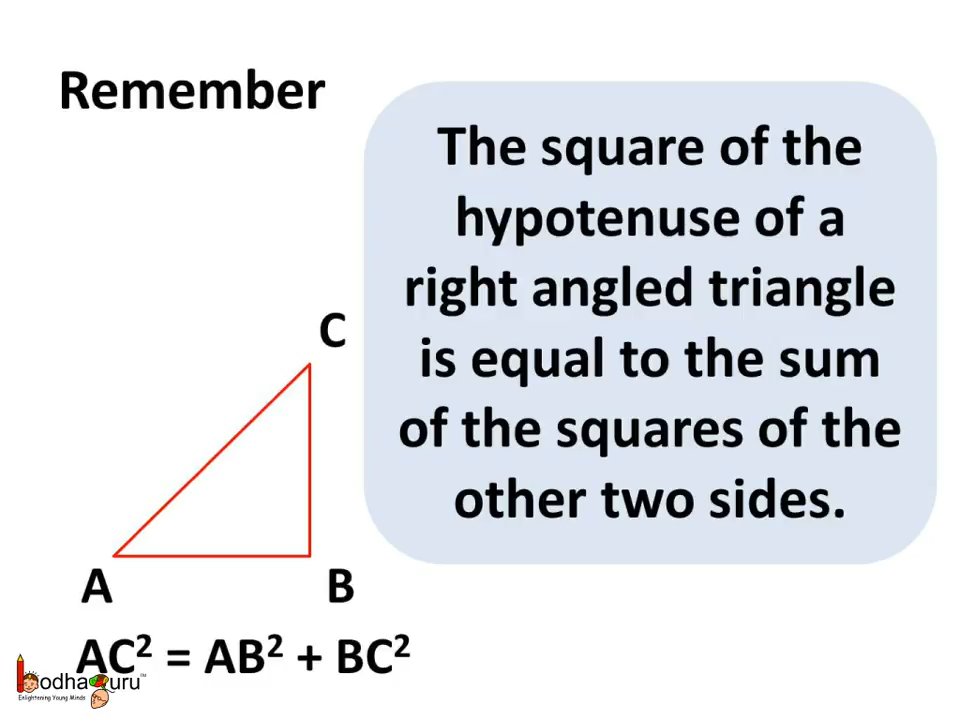 Remember
The square of the
hypotenuse of a
right angled triangle
is equal to the sum
of the squares of the
other two sides.
C
A
B
AC² = AB² + BC²
bodhaguru™
Enlightening Young Minds